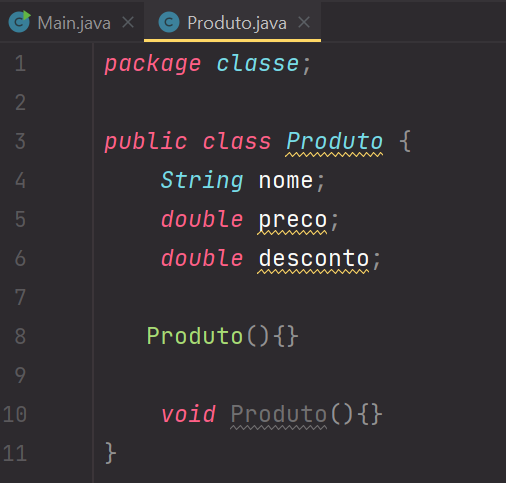 Main.java Produto.java
1 package classe;
2
3 public class Produto {
4 String nome;
5 double preco;
6 double desconto;
7
8 Produto(){}
9
10 void Produto(){}
11 }